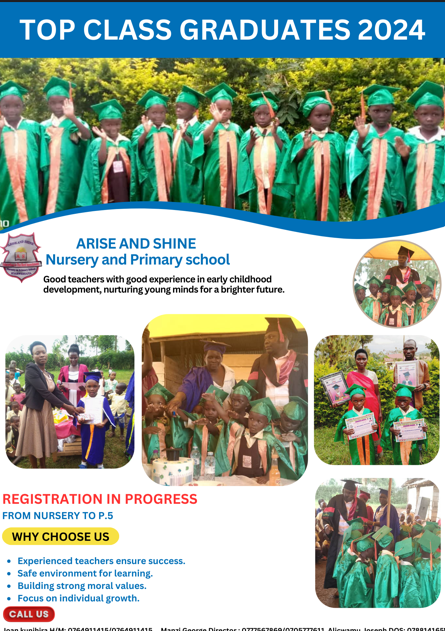 TOP CLASS GRADUATES 2024
ARISE AND SHINE
Nursery and Primary school
Good teachers with good experience in early childhood
development, nurturing young minds for a brighter future.
REGISTRATION IN PROGRESS
FROM NURSERY TO P.5
WHY CHOOSE US
Experienced teachers ensure success.
Safe environment for learning.
Building strong moral values.
Focus on individual growth.
CALL US